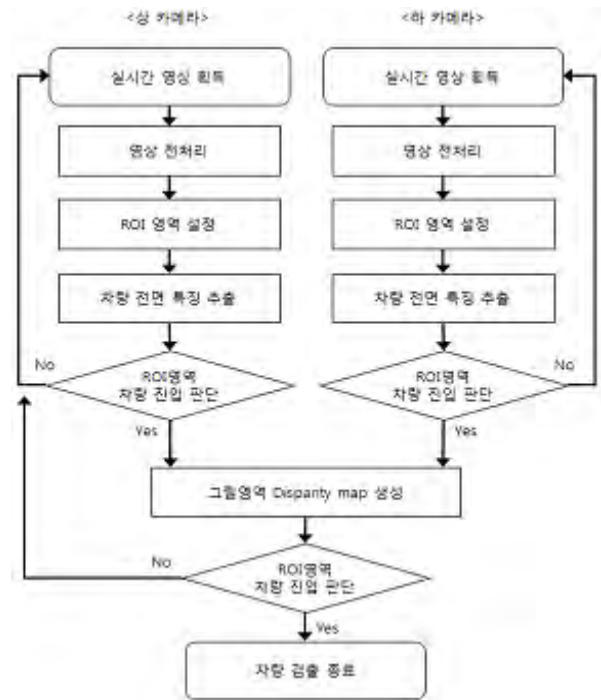 <상 카메라>
<하 카메라>
실시간 영상 획득
실시간 영상 획득
영상 전처리
영상 전처리
ROI 영역 설정
ROI 영역 설정
차량 전면 특징 추출
차량 전면 특징 추출
No
ROI영역
차량 진입 판단
ROI영역
차량 진입 판단
No
Yes
Yes
그릴영역 Disparity map 생성
No
ROI영역
차량 진입 판단
Yes
차량 검출 종료